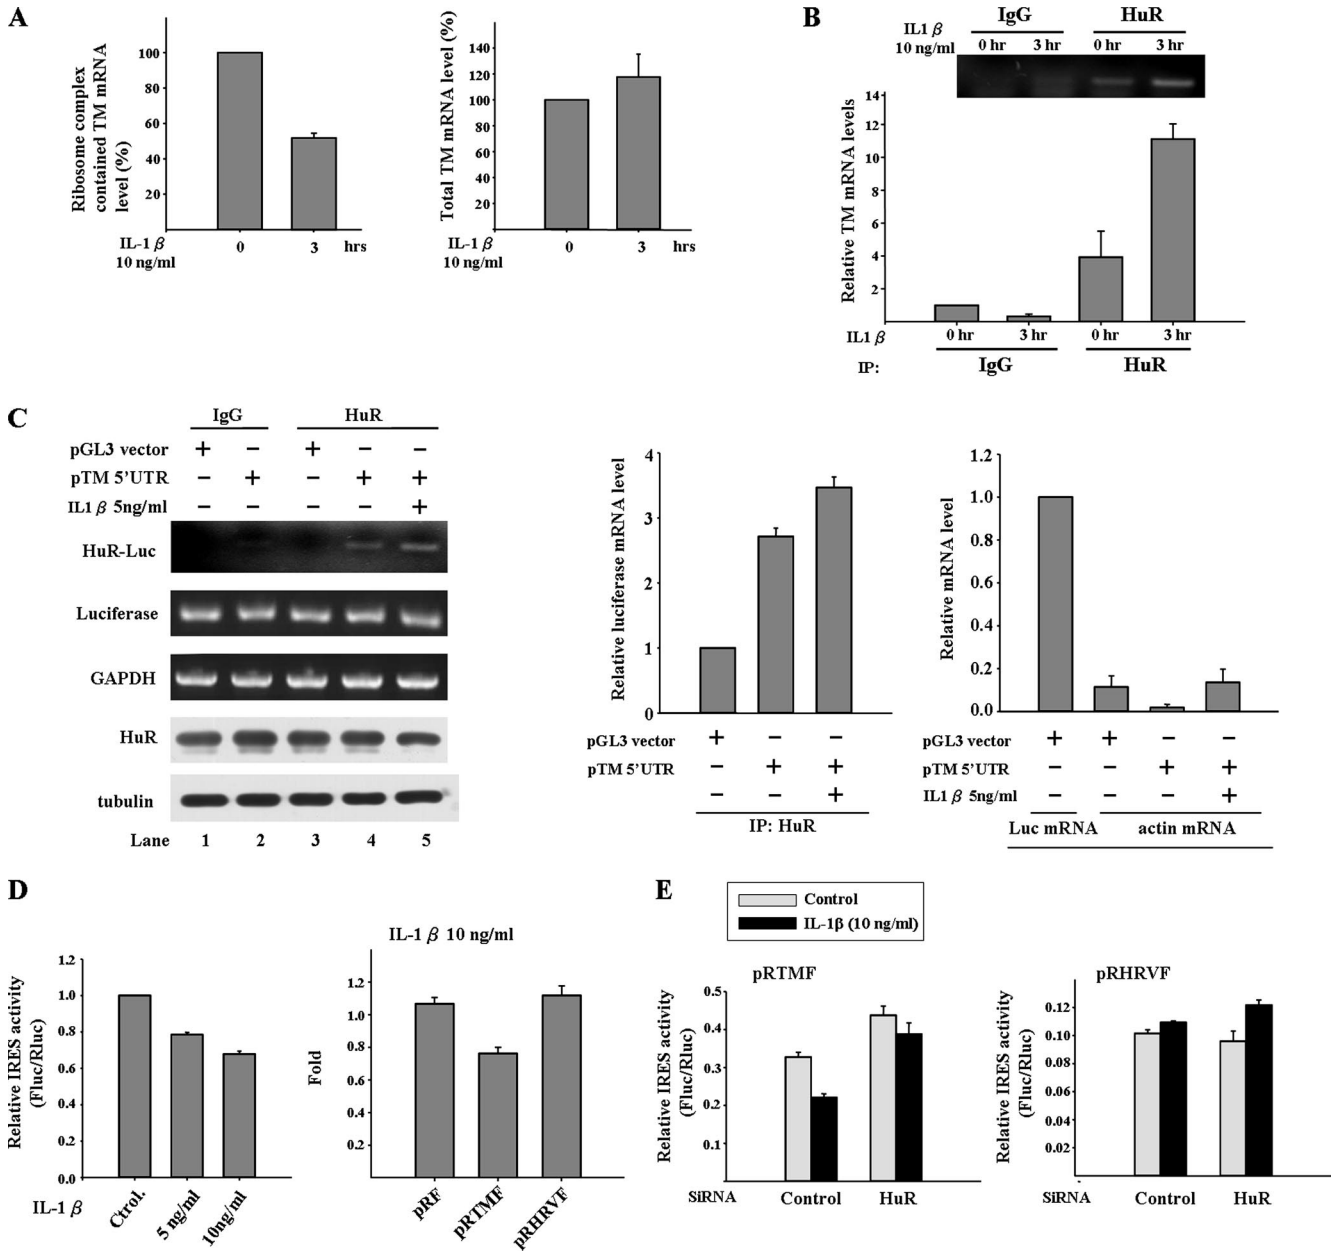 A
Ribosome complex
contained TM mRNA
level (%)
100
80
60
40
20
IL-1 β
10 ng/ml
0
3
hrs
Total TM mRNA level (%)
140
120
100
80
60
40
20
IL-1 β
10 ng/ml
0
3
hrs
B
IgG
HuR
IL1 β
10 ng/ml
0 hr
3 hr
0 hr
3 hr
Relative TM mRNA levels
14
12
10
8
6
4
2
IL1 β
0 hr
3 hr
0 hr
3 hr
IP:
IgG
HuR
C
IgG
HuR
pGL3 vector
+ − + − −
pTM 5’UTR
− + − + +
IL1 β 5ng/ml
− − − − +
HuR-Luc
Luciferase
GAPDH
HuR
tubulin
Lane 1 2 3 4 5
Relative luciferase mRNA level
4
3
2
1
0
pGL3 vector + − −
pTM 5’UTR − + +
− − +
IP: HuR
Relative mRNA level
1.2
1.0
0.8
0.6
0.4
0.2
0.0
pGL3 vector + + − −
pTM 5’UTR − − + +
IL1 β 5ng/ml − − − +
Luc mRNA
actin mRNA
D
Relative IRES activity
(Fluc/Rluc)
1.2
1.0
0.8
0.6
0.4
0.2
0.0
IL-1 β
Ctrol.
5 ng/ml
10ng/ml
IL-1 β 10 ng/ml
Fold
1.2
1.0
0.8
0.6
0.4
0.2
pRF
pRTMF
pRHRVF
E
Control
IL-1β (10 ng/ml)
pRTMF
Relative IRES activity
(Fluc/Rluc)
0.5
0.4
0.3
0.2
0.1
SiRNA
Control
HuR
pRHRVF
Relative IRES activity
(Fluc/Rluc)
0.12
0.10
0.08
0.06
0.04
0.02
SiRNA
Control
HuR